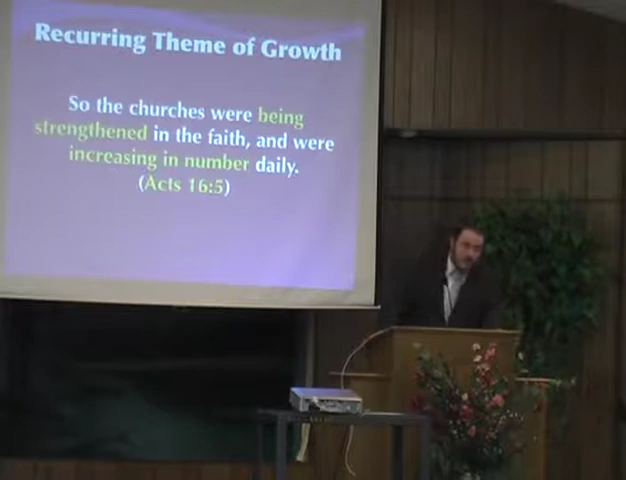 Recurring Theme of Growth
So the churches were being
strengthened in the faith, and were
increasing in number daily.
(Acts 16:5)